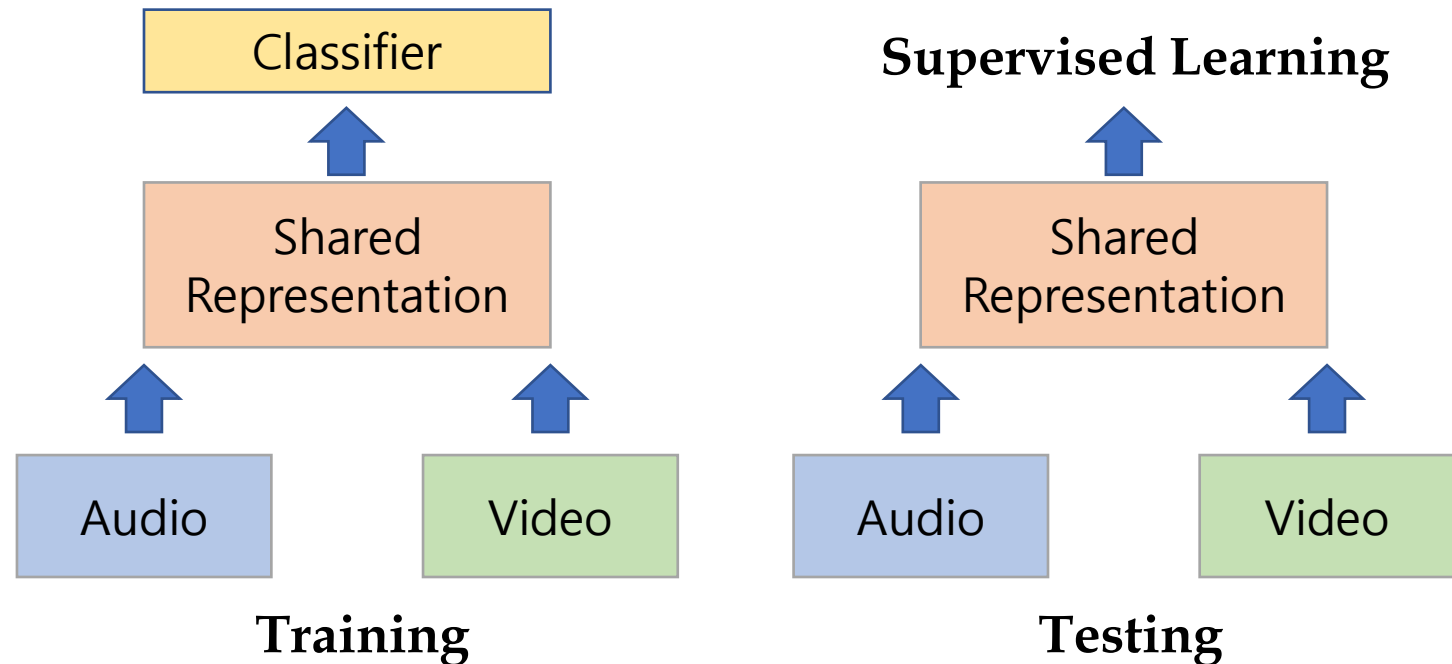 Classifier
Shared
Representation
Audio
Video
Training
Supervised Learning
Shared
Representation
Audio
Video
Testing